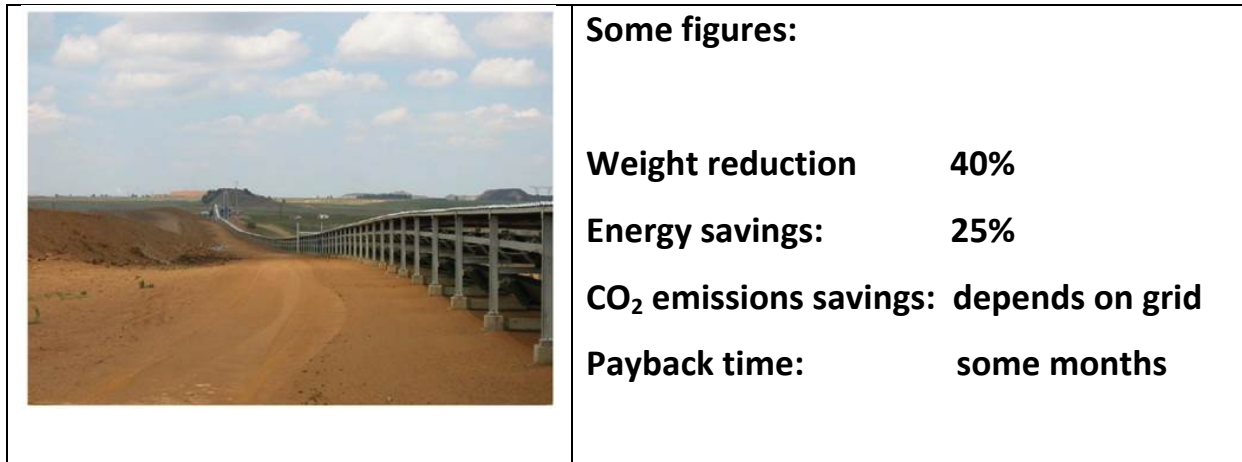 Some figures:
Weight reduction 40%
Energy savings: 25%
CO₂ emissions savings: depends on grid
Payback time: some months